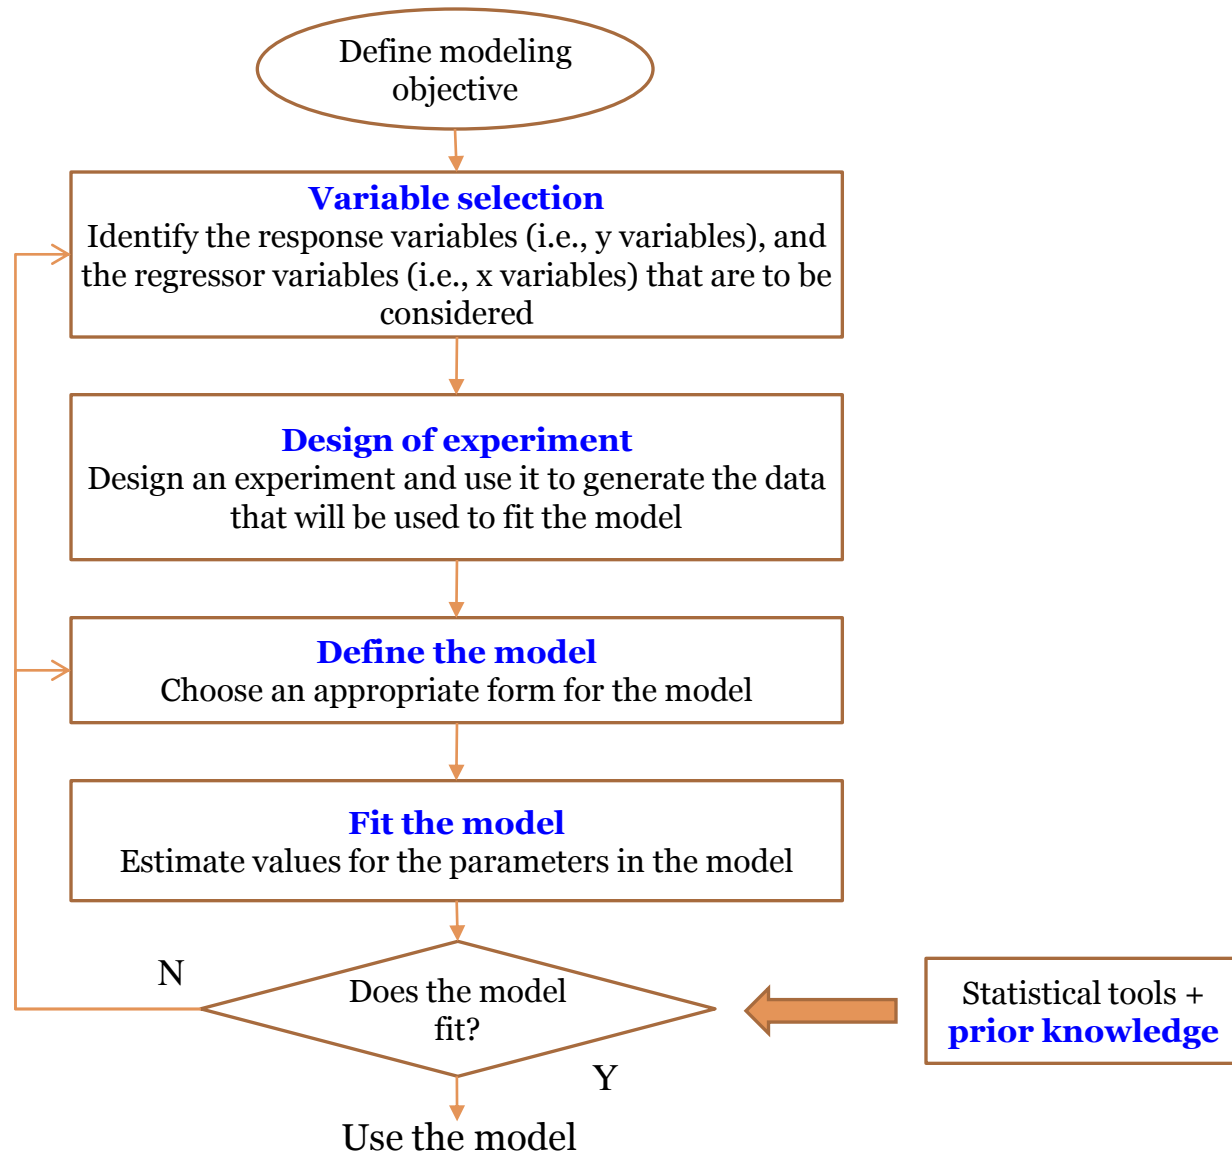 Define modeling
objective
Variable selection
Identify the response variables (i.e., y variables), and
the regressor variables (i.e., x variables) that are to be
considered
Design of experiment
Design an experiment and use it to generate the data
that will be used to fit the model
Define the model
Choose an appropriate form for the model
Fit the model
Estimate values for the parameters in the model
N
Does the model
fit?
Statistical tools +
prior knowledge
Y
Use the model